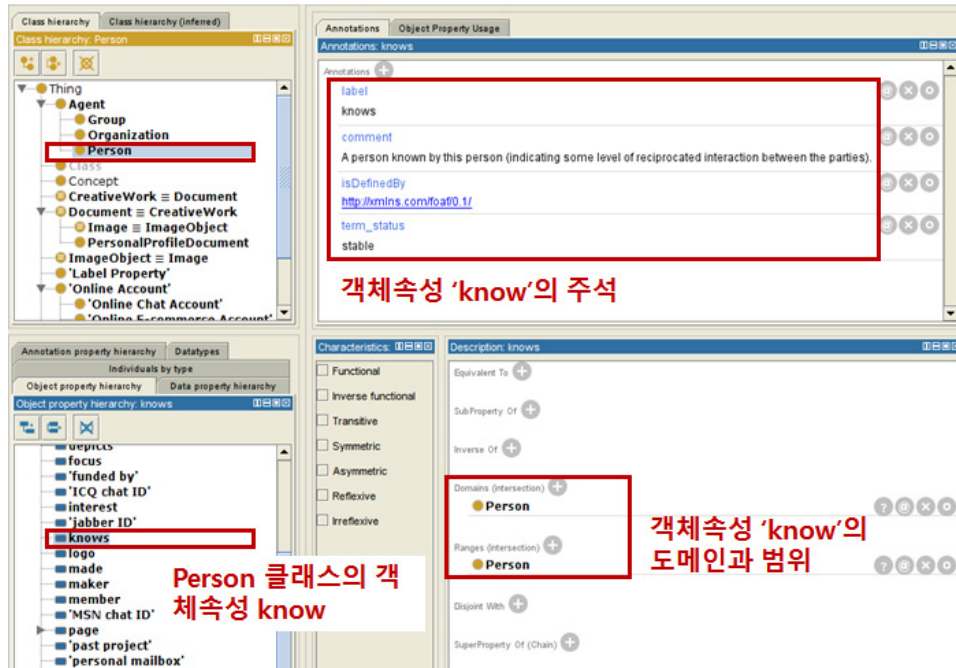 Class hierarchy
Class hierarchy (inferred)
Class hierarchy: Person
Thing
Agent
Group
Organization
Person
Class
Concept
CreativeWork ≡ Document
Document ≡ CreativeWork
Image ≡ ImageObject
PersonalProfileDocument
ImageObject ≡ Image
'Label Property'
'Online Account'
'Online Chat Account'
'Online E-commerce Account'
Annotations
Object Property Usage
Annotations: knows
Annotations
label
knows
comment
A person known by this person (indicating some level of reciprocated interaction between the parties).
isDefinedBy
http://xmlns.com/foaf/0.1/
term_status
stable
객체속성 ‘know’의 주석
Annotation property hierarchy
Datatypes
Individuals by type
Object property hierarchy
Data property hierarchy
Object property hierarchy: knows
depicts
focus
'funded by'
'ICQ chat ID'
interest
'jabber ID'
knows
logo
made
maker
member
'MSN chat ID'
page
'past project'
'personal mailbox'
Person 클래스의 객
체속성 know
Characteristics:
Functional
Inverse functional
Transitive
Symmetric
Asymmetric
Reflexive
Irreflexive
Description: knows
Equivalent To
SubProperty Of
Inverse Of
Domains (intersection)
Person
Ranges (intersection)
Person
객체속성 ‘know’의
도메인과 범위
Disjoint With
SuperProperty Of (Chain)